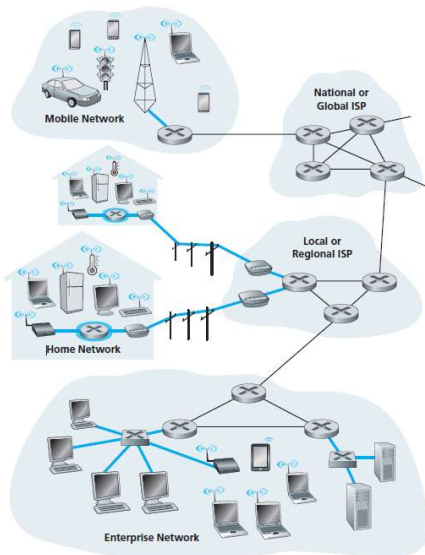 Mobile Network
National or
Global ISP
Local or
Regional ISP
Home Network
Enterprise Network